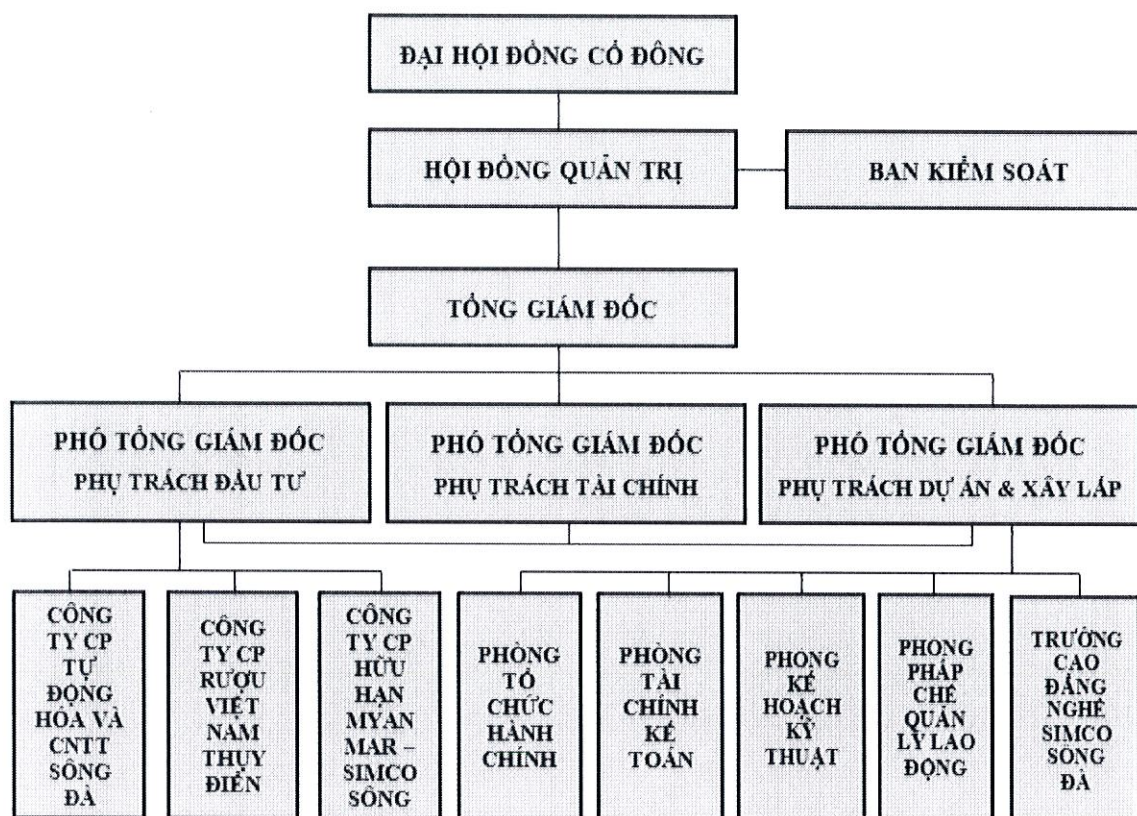 ĐẠI HỘI ĐỒNG CỔ ĐÔNG
HỘI ĐỒNG QUẢN TRỊ
BAN KIỂM SOÁT
TỔNG GIÁM ĐỐC
PHÓ TỔNG GIÁM ĐỐC
PHỤ TRÁCH ĐẦU TƯ
PHÓ TỔNG GIÁM ĐỐC
PHỤ TRÁCH TÀI CHÍNH
PHÓ TỔNG GIÁM ĐỐC
PHỤ TRÁCH DỰ ÁN & XÂY LẮP
CÔNG
TY CP
TỰ
ĐỘNG
HÓA VÀ
CNTT
SÔNG
ĐÀ
CÔNG
TY CP
RƯỢU
VIỆT
NAM
THỤY
ĐIỂN
CÔNG
TY CP
HỮU
HẠN
MYAN
MAR –
SIMCO
SÔNG
PHÒNG
TỔ
CHỨC
HÀNH
CHÍNH
PHÒNG
TÀI
CHÍNH
KẾ
TOÁN
PHÒNG
KẾ
HOẠCH
KỸ
THUẬT
PHÒNG
PHÁP
CHẾ
QUẢN
LÝ LAO
ĐỘNG
TRƯỜNG
CAO
ĐẲNG
NGHỀ
SIMCO
SÔNG
ĐÀ